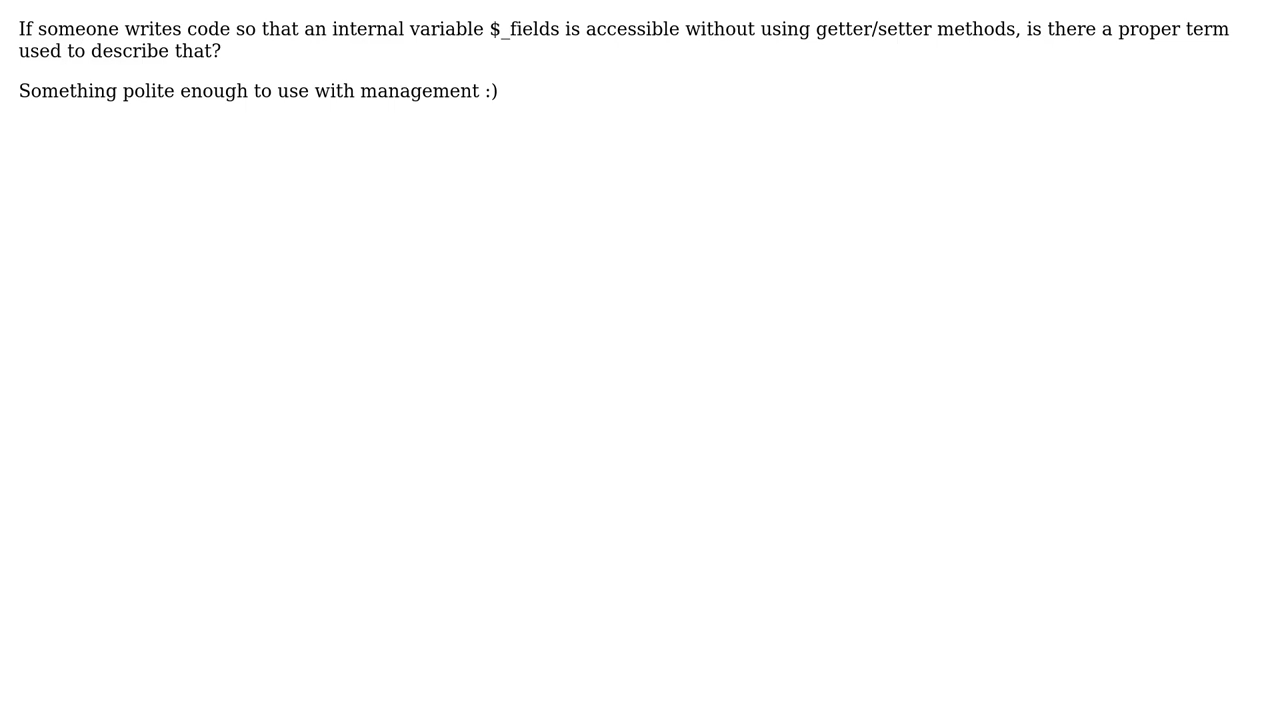 If someone writes code so that an internal variable $_fields is accessible without using getter/setter methods, is there a proper term
used to describe that?
Something polite enough to use with management :)